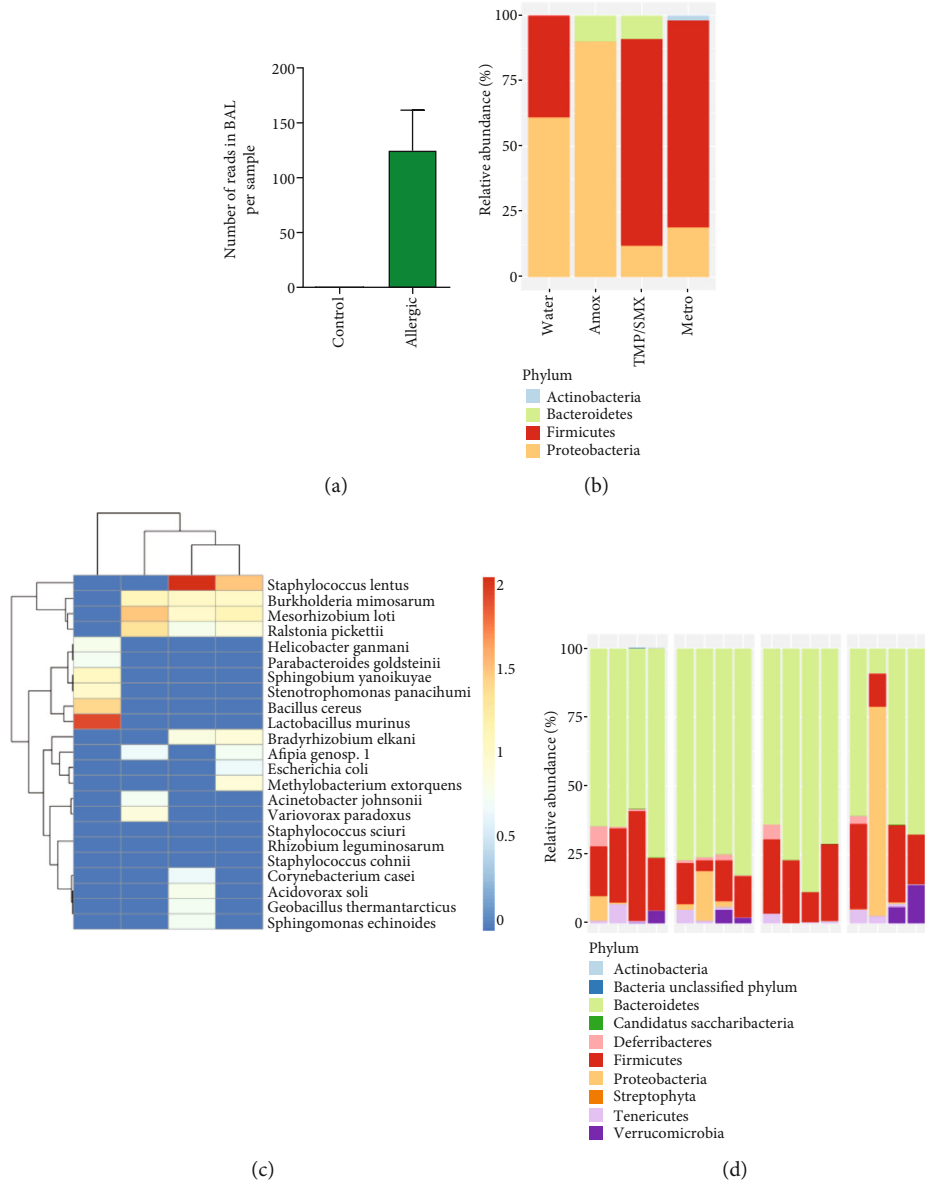 200
150
100
50
0
Number of reads in BAL
per sample
Control
Allergic
(a)
100
75
50
25
0
Relative abundance (%)
Water
Amox
TMP/SMX
Metro
Phylum
Actinobacteria
Bacteroidetes
Firmicutes
Proteobacteria
(b)
Staphylococcus lentus
Burkholderia mimosarum
Mesorhizobium loti
Ralstonia pickettii
Helicobacter ganmani
Parabacteroides goldsteinii
Sphingobium yanoikuyae
Stenotrophomonas panacihumi
Bacillus cereus
Lactobacillus murinus
Bradyrhizobium elkani
Afipia genosp. 1
Escherichia coli
Methylobacterium extorquens
Acinetobacter johnsonii
Variovorax paradoxus
Staphylococcus sciuri
Rhizobium leguminosarum
Staphylococcus cohnii
Corynebacterium casei
Acidovorax soli
Geobacillus thermantarcticus
Sphingomonas echinoides
2
1.5
1
0.5
0
(c)
100
75
50
25
0
Relative abundance (%)
Phylum
Actinobacteria
Bacteria unclassified phylum
Bacteroidetes
Candidatus saccharibacteria
Deferribacteres
Firmicutes
Proteobacteria
Streptophyta
Tenericutes
Verrucomicrobia
(d)